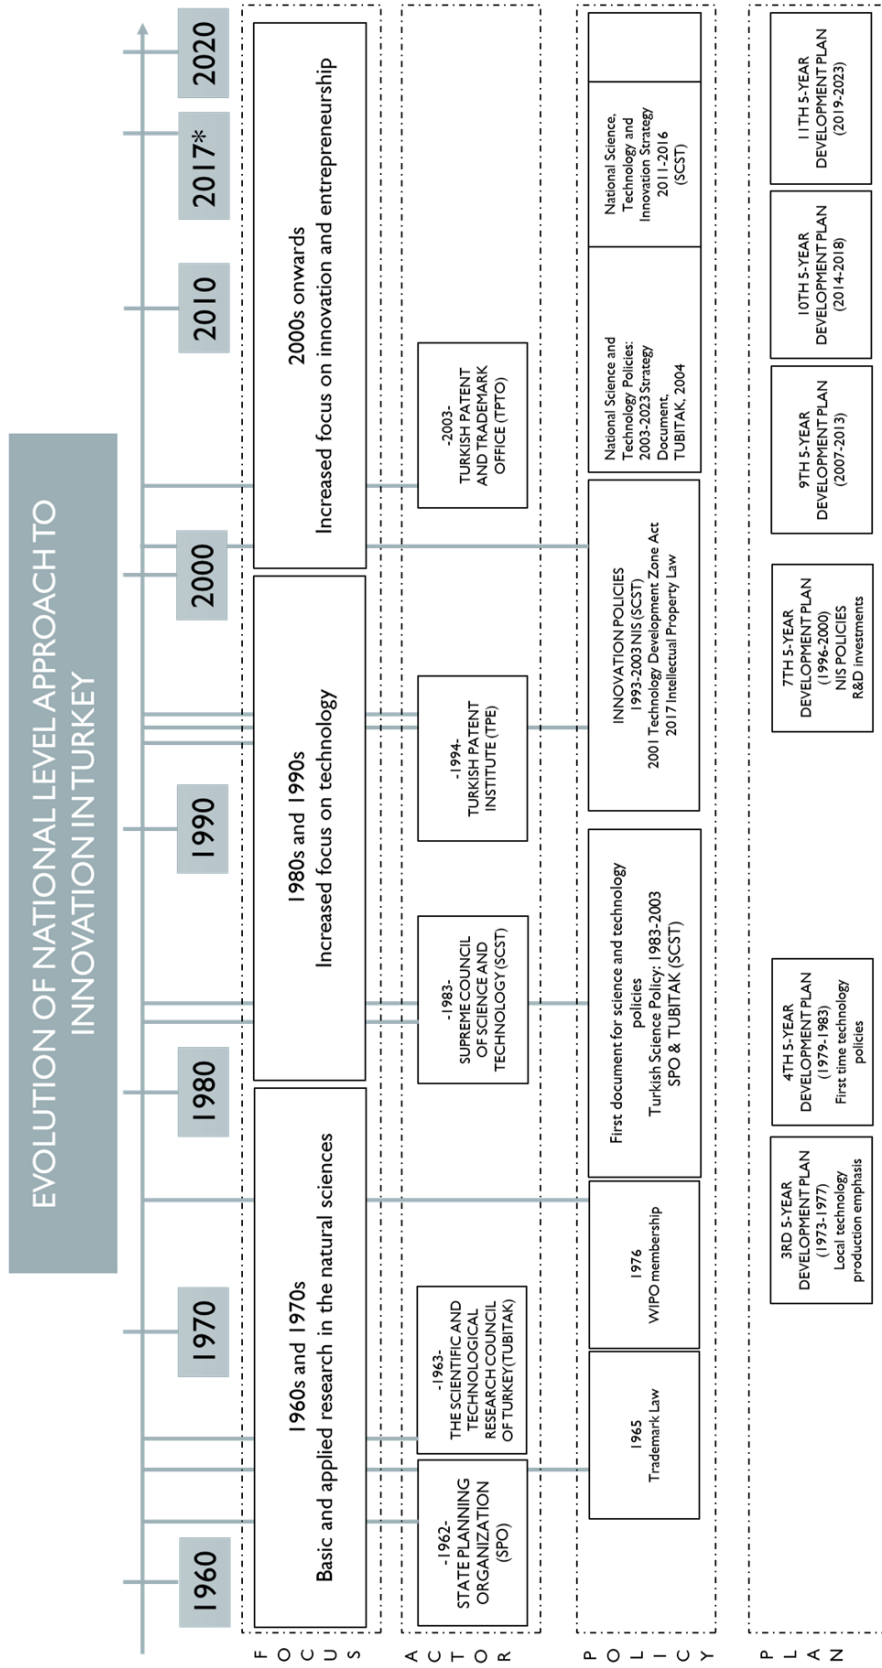 EVOLUTION OF NATIONAL LEVEL APPROACH TO
INNOVATION IN TURKEY
1960
1970
1980
1990
2000
2010
2017*
2020
FOCUS
1960s and 1970s
Basic and applied research in the natural sciences
1980s and 1990s
Increased focus on technology
2000s onwards
Increased focus on innovation and entrepreneurship
ACTOR
-1962-
STATE PLANNING
ORGANIZATION
(SPO)
-1963-
THE SCIENTIFIC AND
TECHNOLOGICAL
RESEARCH COUNCIL
OF TURKEY(TUBITAK)
-1983-
SUPREME COUNCIL
OF SCIENCE AND
TECHNOLOGY (SCST)
-1994-
TURKISH PATENT
INSTITUTE (TPE)
-2003-
TURKISH PATENT
AND TRADEMARK
OFFICE (TPTO)
POLICY
1965
Trademark Law
1976
WIPO membership
First document for science and technology
policies
Turkish Science Policy: 1983-2003
SPO & TUBITAK (SCST)
INNOVATION POLICIES
1993-2003 NIS (SCST)
2001 Technology Development Zone Act
2017 Intellectual Property Law
National Science and
Technology Policies:
2003-2023 Strategy
Document,
TUBITAK, 2004
National Science,
Technology and
Innovation Strategy
2011-2016
(SCST)
PLAN
3RD 5-YEAR
DEVELOPMENT PLAN
(1973-1977)
Local technology
production emphasis
4TH 5-YEAR
DEVELOPMENT PLAN
(1979-1983)
First time technology
policies
7TH 5-YEAR
DEVELOPMENT PLAN
(1996-2000)
NIS POLICIES
R&D investments
9TH 5-YEAR
DEVELOPMENT PLAN
(2007-2013)
10TH 5-YEAR
DEVELOPMENT PLAN
(2014-2018)
11TH 5-YEAR
DEVELOPMENT PLAN
(2019-2023)